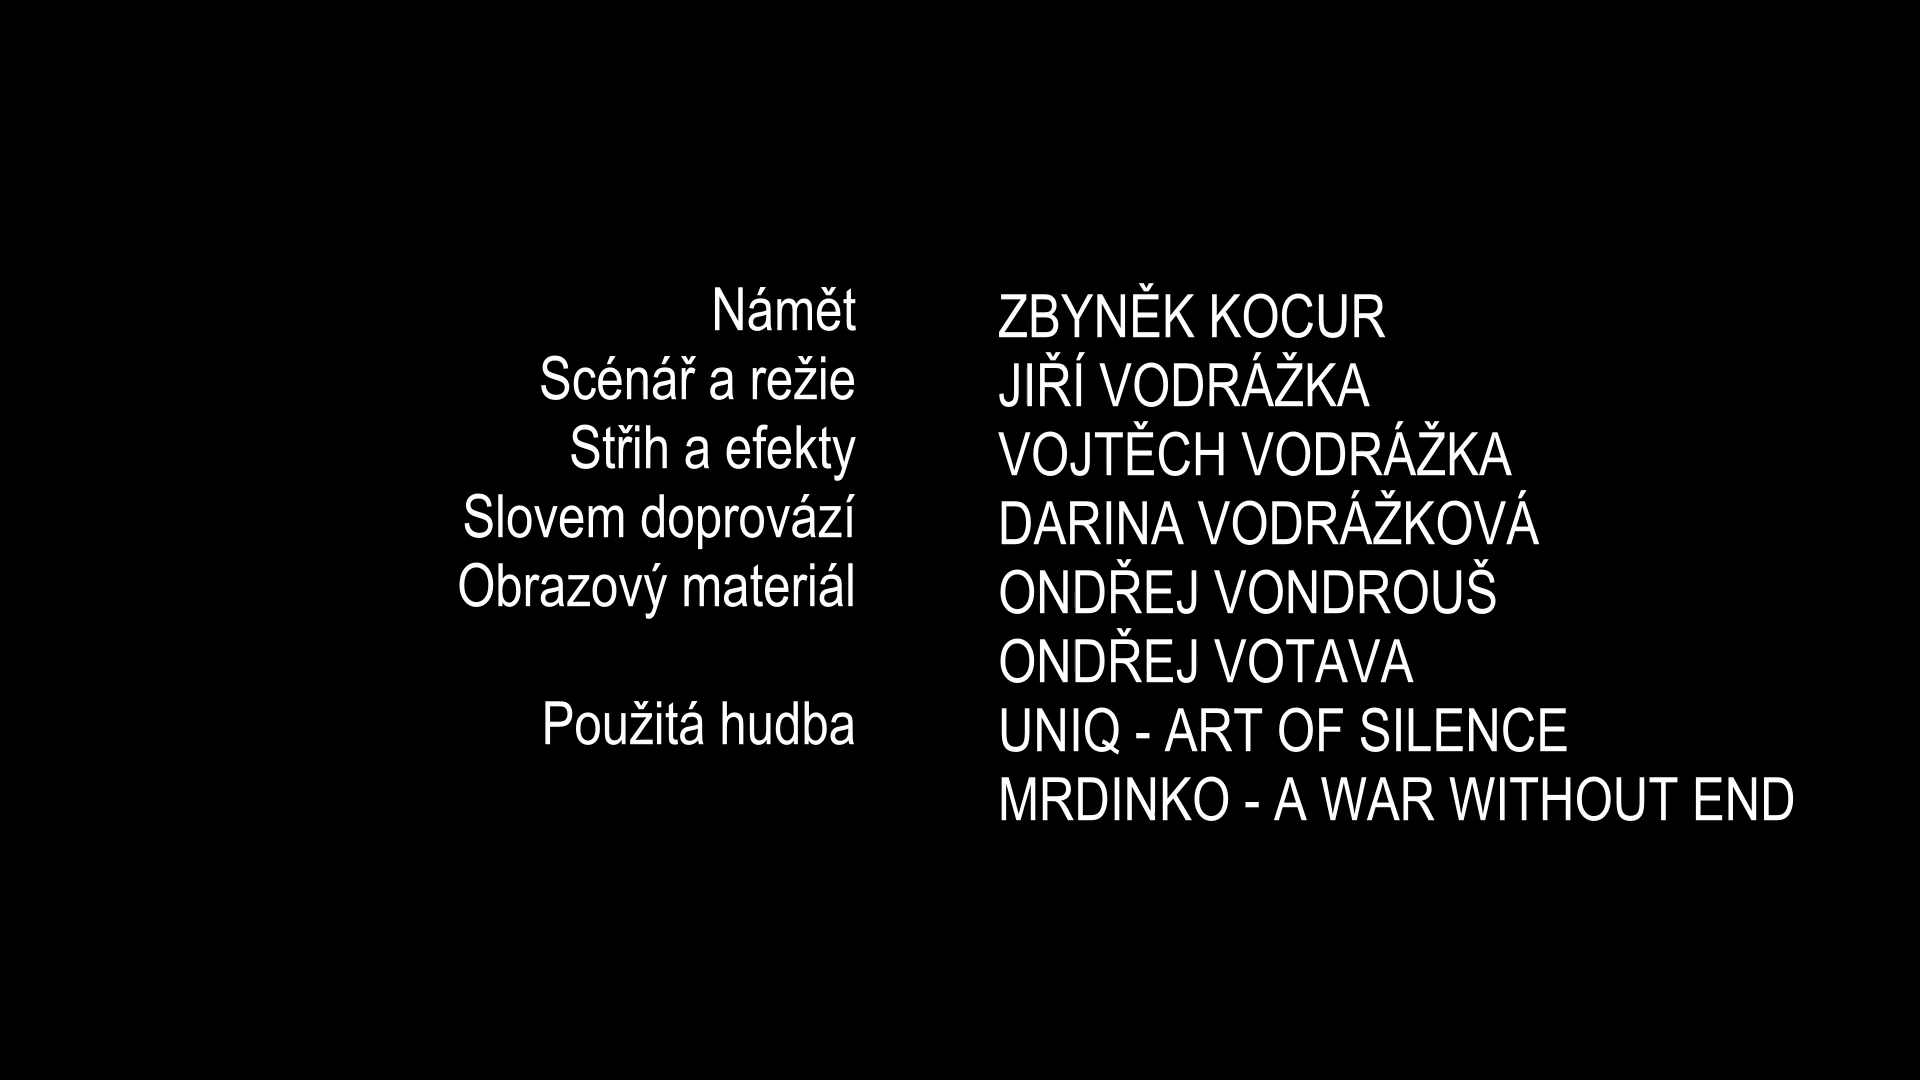 Námět ZBYNĚK KOCUR
Scénář a režie JIŘÍ VODRÁŽKA
Střih a efekty VOJTĚCH VODRÁŽKA
Slovem doprovází DARINA VODRÁŽKOVÁ
Obrazový materiál ONDŘEJ VONDROUŠ
ONDŘEJ VOTAVA
Použitá hudba UNIQ - ART OF SILENCE
MRDINKO - A WAR WITHOUT END